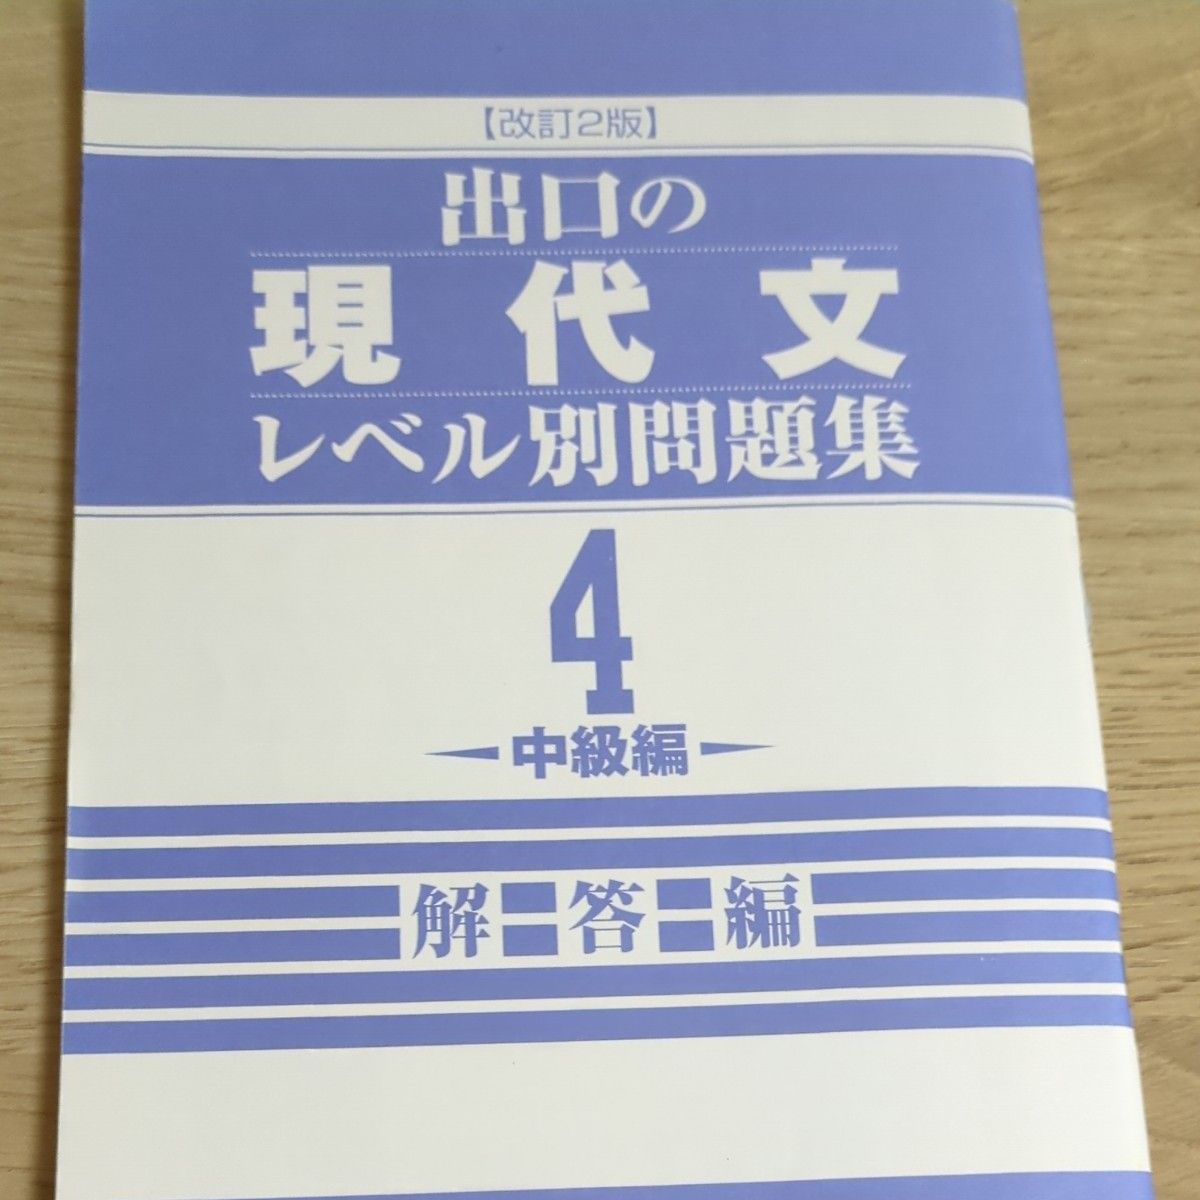 【改訂2版】
出口の
現代文
レベル別問題集
4
中級編
解答編